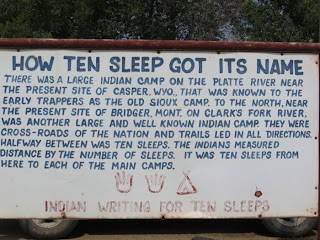 HOW TEN SLEEP GOT ITS NAME
THERE WAS A LARGE INDIAN CAMP ON THE PLATTE RIVER NEAR
THE PRESENT SITE OF CASPER, WYO., THAT WAS KNOWN TO THE
EARLY TRAPPERS AS THE OLD SIOUX CAMP. TO THE NORTH, NEAR
THE PRESENT SITE OF BRIDGER, MONT. ON CLARKS FORK RIVER,
WAS ANOTHER LARGE AND WELL KNOWN INDIAN CAMP THEY WERE
CROSS-ROADS OF THE NATION AND TRAILS LED IN ALL DIRECTIONS.
HALFWAY BETWEEN WAS TEN SLEEPS. THE INDIANS MEASURED
DISTANCE BY THE NUMBER OF SLEEPS. IT WAS TEN SLEEPS FROM
HERE TO EACH OF THE MAIN CAMPS.
INDIAN WRITING FOR TEN SLEEPS